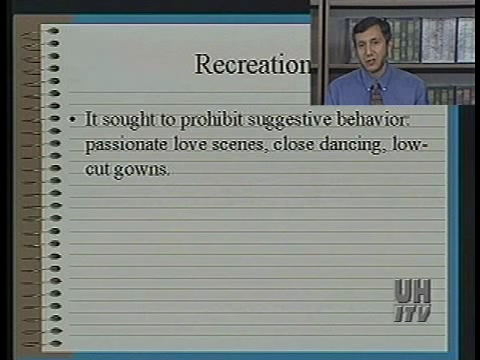 Recreation
• It sought to prohibit suggestive behavior:
passionate love scenes, close dancing, low-
cut gowns.
UH
ITV